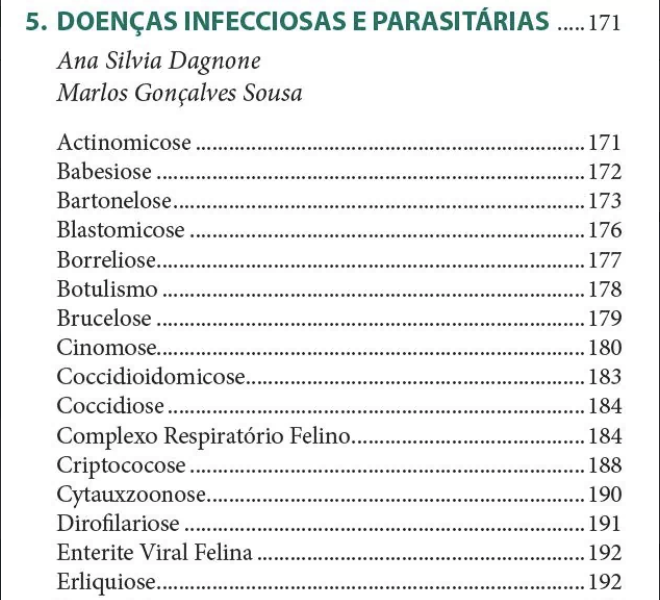 5. DOENÇAS INFECCIOSAS E PARASITÁRIAS .....171
Ana Silvia Dagnone
Marlos Gonçalves Sousa
Actinomicose ........................................................................ 171
Babesiose ............................................................................... 172
Bartonelose............................................................................ 173
Blastomicose ......................................................................... 176
Borreliose............................................................................... 177
Botulismo .............................................................................. 178
Brucelose ............................................................................... 179
Cinomose............................................................................... 180
Coccidioidomicose............................................................... 183
Coccidiose ............................................................................. 184
Complexo Respiratório Felino........................................... 184
Criptococose ......................................................................... 188
Cytauxzoonose...................................................................... 190
Dirofilariose .......................................................................... 191
Enterite Viral Felina ............................................................. 192
Erliquiose............................................................................... 192